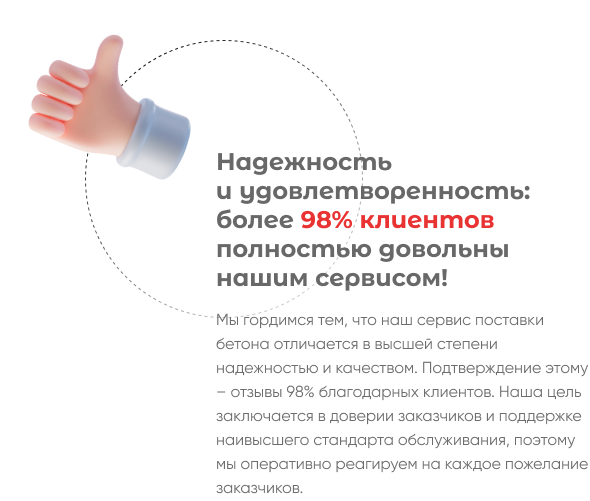 Надежность
и удовлетворенность:
более 98% клиентов
полностью довольны
нашим сервисом!
Мы гордимся тем, что наш сервис поставки
бетона отличается в высшей степени
надежностью и качеством. Подтверждение этому
– отзывы 98% благодарных клиентов. Наша цель
заключается в доверии заказчиков и поддержке
наивысшего стандарта обслуживания, поэтому
мы оперативно реагируем на каждое пожелание
заказчиков.